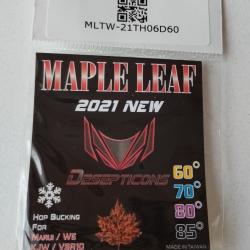 MLTW-21TH06D60
MAPLE LEAF
2021 NEW
DESEPTICONS
60°
70°
80°
85°
HOP BUCKING
FOR
MARUI / WE
KJW / VSR10
MADE IN TAIWAN